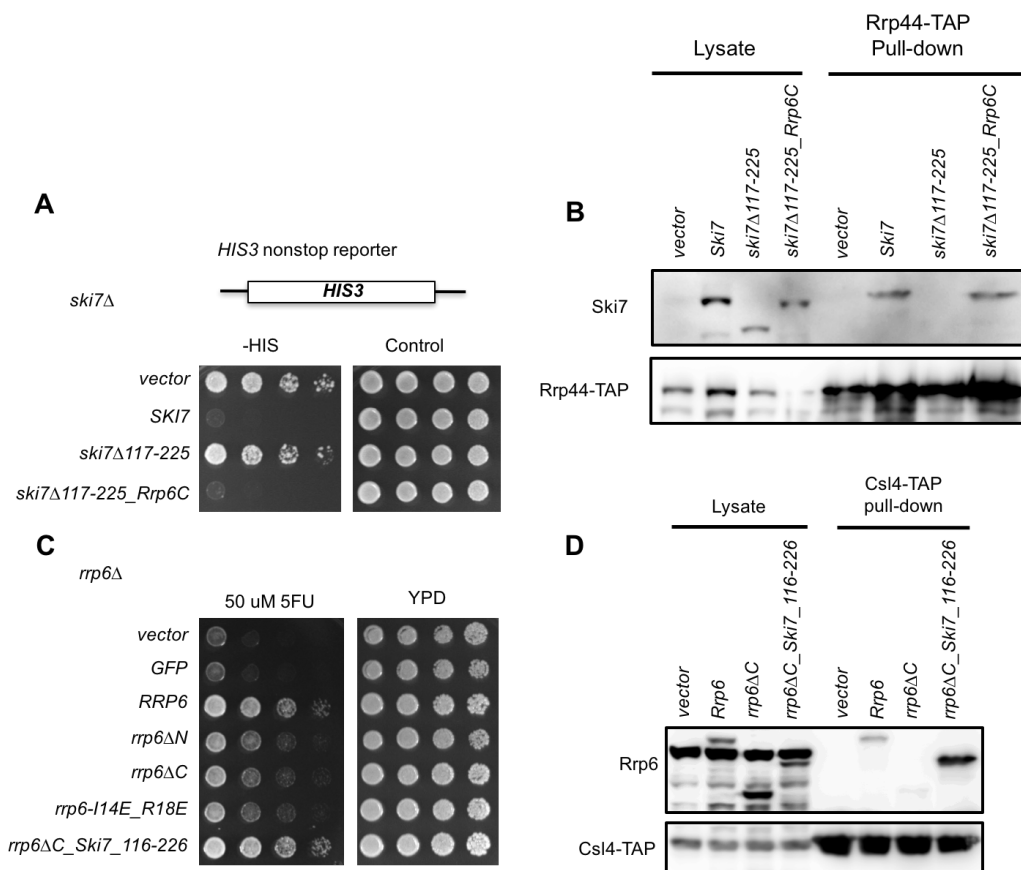 A
HIS3 nonstop reporter
ski7Δ
HIS3
-HIS
Control
vector
SKI7
ski7Δ117-225
ski7Δ117-225_Rrp6C
B
Lysate
Rrp44-TAP
Pull-down
vector
Ski7
ski7Δ117-225
ski7Δ117-225_Rrp6C
vector
Ski7
ski7Δ117-225
ski7Δ117-225_Rrp6C
Ski7
Rrp44-TAP
C
rrp6Δ
50 uM 5FU
YPD
vector
GFP
RRP6
rrp6ΔN
rrp6ΔC
rrp6-I14E_R18E
rrp6ΔC_Ski7_116-226
D
Lysate
Csl4-TAP
pull-down
vector
Rrp6
rrp6ΔC
rrp6ΔC_Ski7_116-226
vector
Rrp6
rrp6ΔC
rrp6ΔC_Ski7_116-226
Rrp6
Csl4-TAP